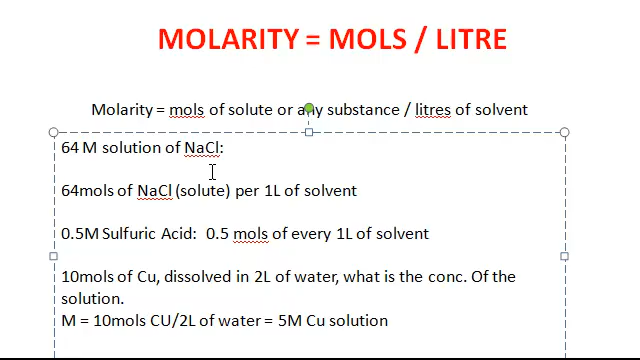 MOLARITY = MOLS / LITRE
Molarity = mols of solute or any substance / litres of solvent
64 M solution of NaCl:
64mols of NaCl (solute) per 1L of solvent
0.5M Sulfuric Acid:  0.5 mols of every 1L of solvent
10mols of Cu, dissolved in 2L of water, what is the conc. Of the
solution.
M = 10mols CU/2L of water = 5M Cu solution